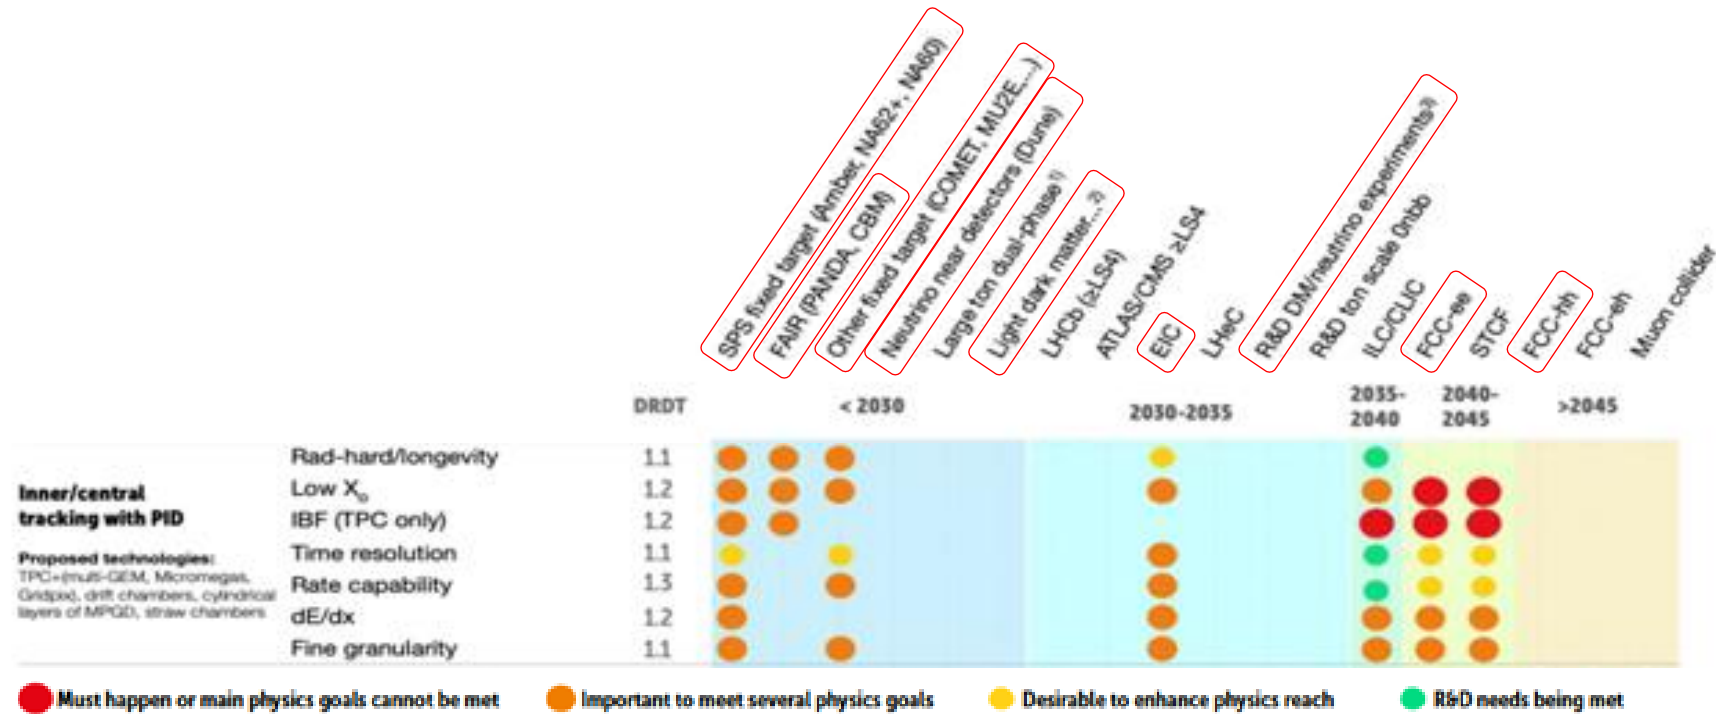 SPS fixed target (Amber, NA62+, NA60)
FAIR (PANDA, CBM)
Other fixed target (COMET, MU2E,...)
Neutrino near detectors (Dune)
Large ton dual-phase¹⁾
Light dark matter,...²⁾
LHCb (≥LS4)
ATLAS/CMS ≥LS4
EIC
LHeC
R&D DM/neutrino experiments³⁾
R&D ton scale 0nbb
ILC/CLIC
FCC-ee
STCF
FCC-hh
FCC-eh
Muon collider
DRDT
< 2030
2030-2035
2035-
2040
2040-
2045
>2045
Inner/central
tracking with PID
Proposed technologies:
TPC+(multi-GEM, Micromegas,
Gridpix), drift chambers, cylindrical
layers of MPGD, straw chambers
Rad-hard/longevity 1.1
Low X₀ 1.2
IBF (TPC only) 1.2
Time resolution 1.1
Rate capability 1.3
dE/dx 1.2
Fine granularity 1.1
Must happen or main physics goals cannot be met
Important to meet several physics goals
Desirable to enhance physics reach
R&D needs being met